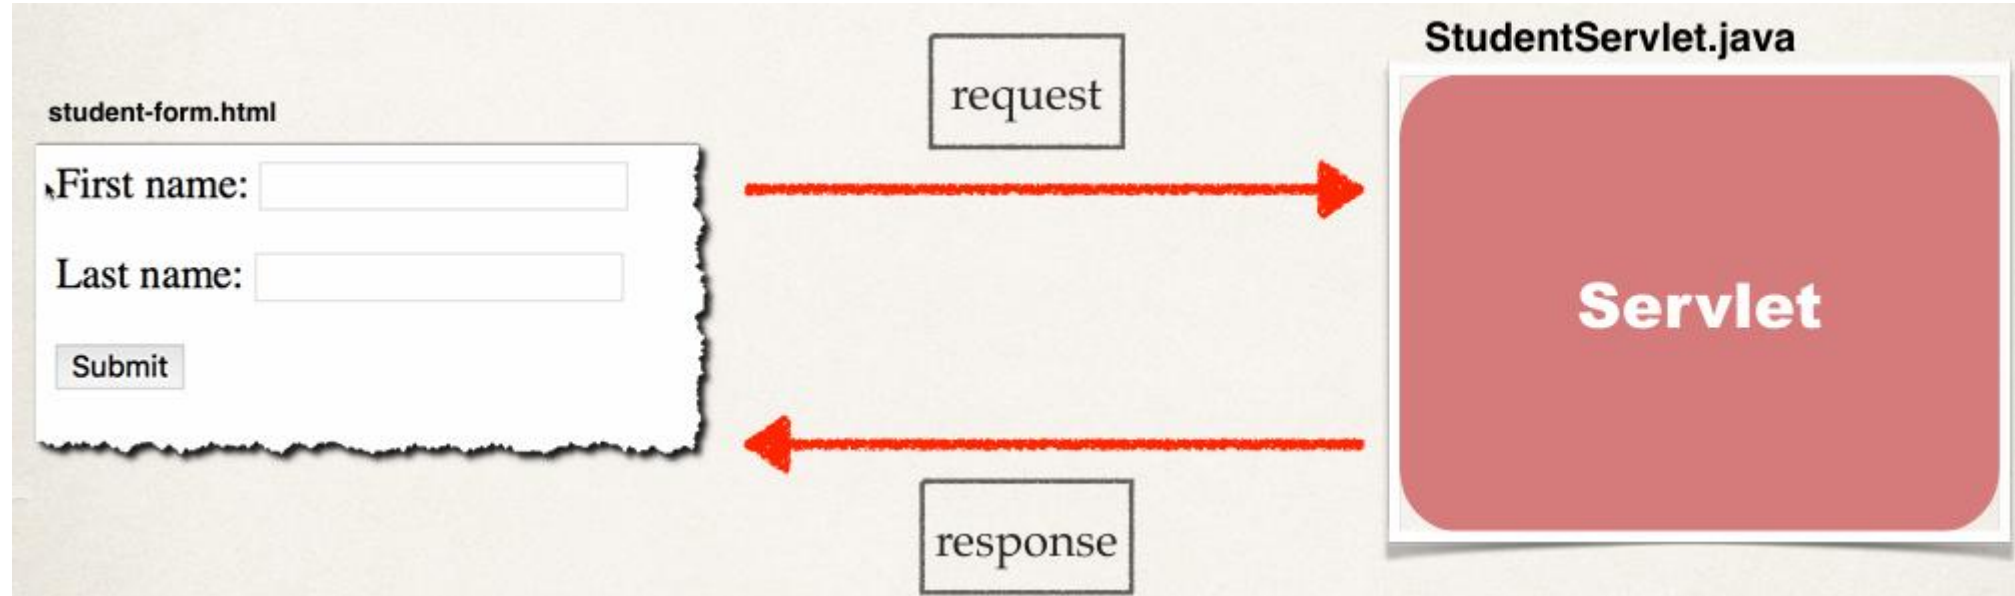 student-form.html
First name:
Last name:
Submit
request
response
StudentServlet.java
Servlet